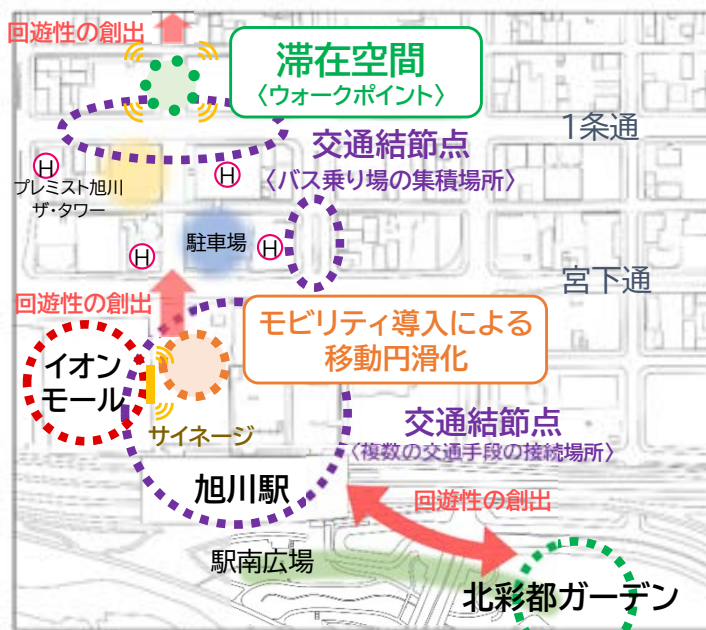 回遊性の創出
滞在空間
〈ウォークポイント〉
1条通
交通結節点
〈バス乗り場の集積場所〉
H
H
プレミスト旭川
ザ・タワー
駐車場
H
H
宮下通
回遊性の創出
モビリティ導入による
移動円滑化
イオン
モール
サイネージ
交通結節点
〈複数の交通手段の接続場所〉
旭川駅
回遊性の創出
駅南広場
北彩都ガーデン